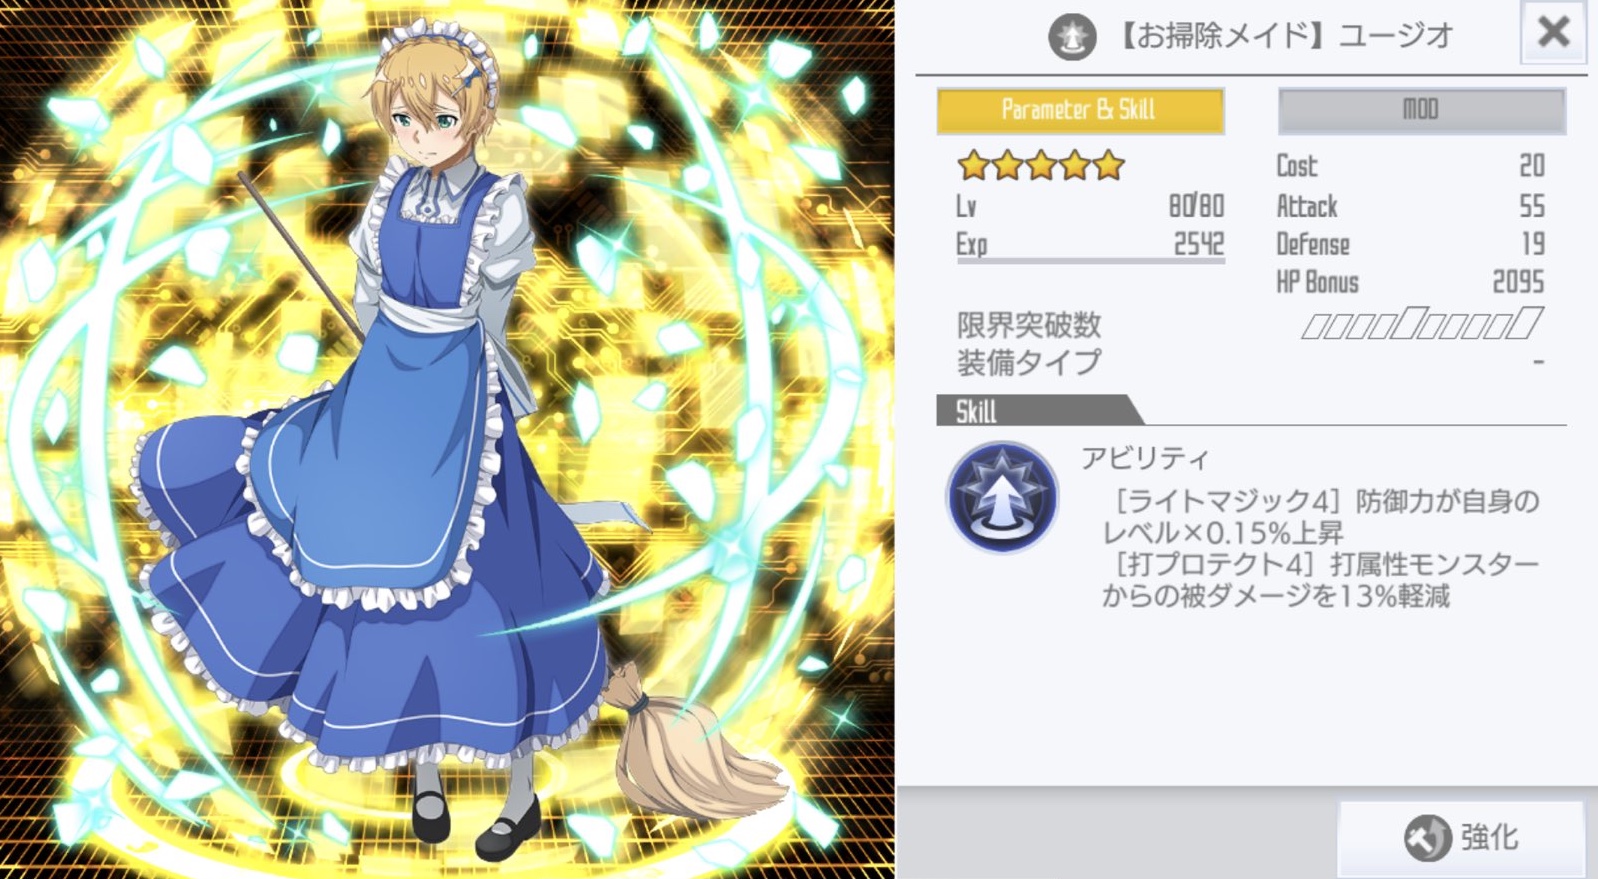 【お掃除メイド】ユージオ
Parameter & Skill
MOD
Lv 80/80
Exp 2542
Cost 20
Attack 55
Defense 19
HP Bonus 2095
限界突破数
装備タイプ -
Skill
アビリティ
［ライトマジック4］防御力が自身の
レベル×0.15%上昇
［打プロテクト4］打属性モンスター
からの被ダメージを13%軽減
強化